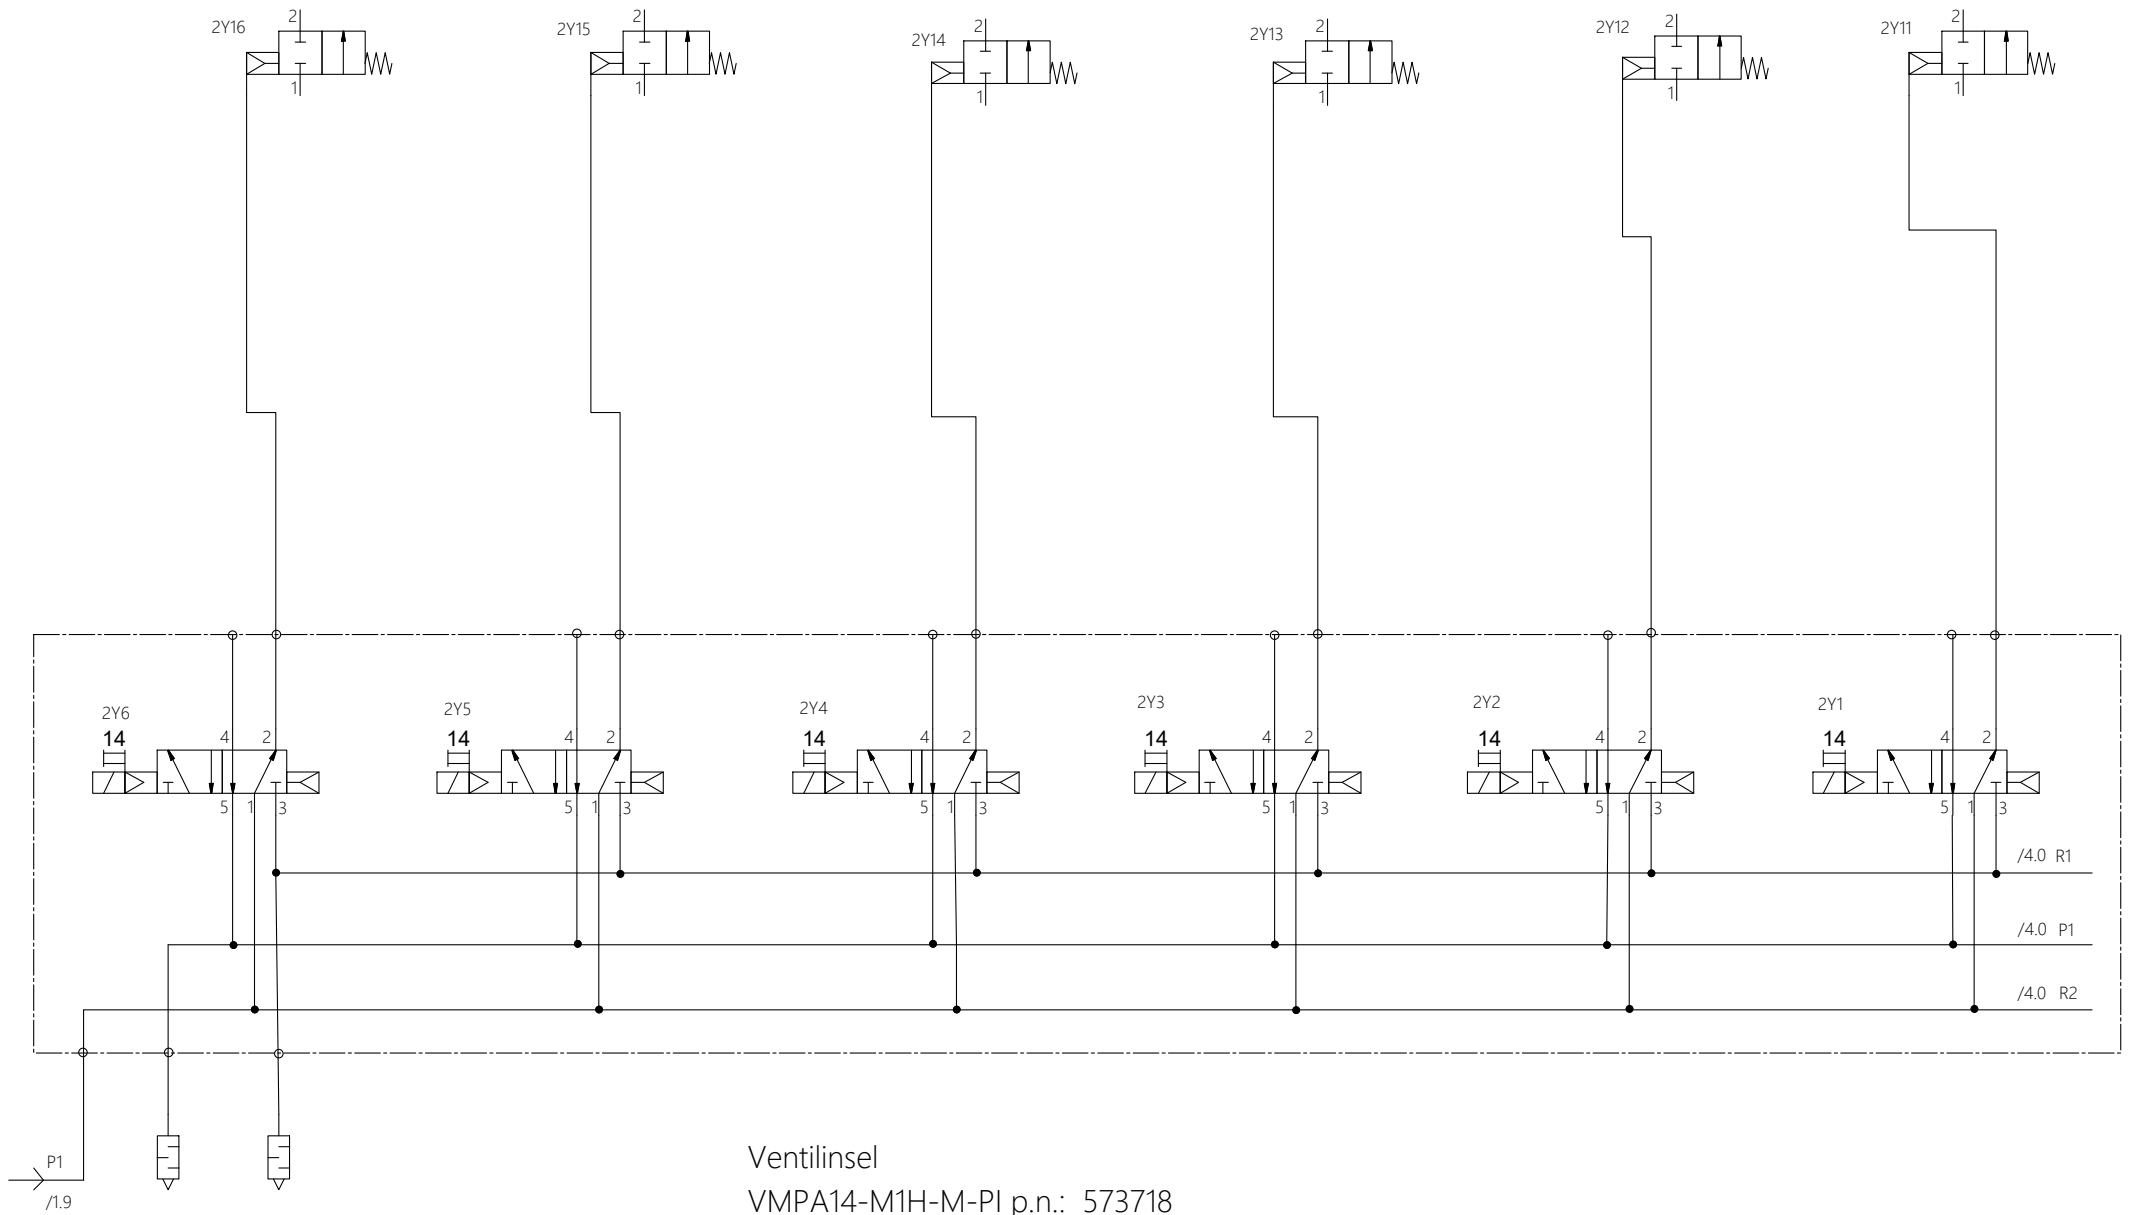 2Y16 2 1
2Y15 2 1
2Y14 2 1
2Y13 2 1
2Y12 2 1
2Y11 2 1
2Y6 14 4 2 5 1 3
2Y5 14 4 2 5 1 3
2Y4 14 4 2 5 1 3
2Y3 14 4 2 5 1 3
2Y2 14 4 2 5 1 3
2Y1 14 4 2 5 1 3
/4.0 R1
/4.0 P1
/4.0 R2
P1
/1.9
Ventilinsel
VMPA14-M1H-M-PI p.n.: 573718